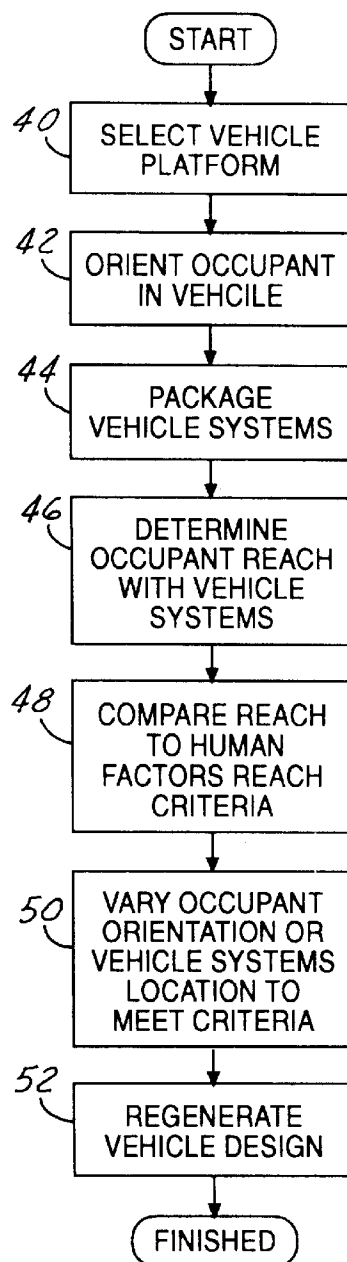 START
40
SELECT VEHICLE
PLATFORM
42
ORIENT OCCUPANT
IN VEHCILE
44
PACKAGE
VEHICLE SYSTEMS
46
DETERMINE
OCCUPANT REACH
WITH VEHICLE
SYSTEMS
48
COMPARE REACH
TO HUMAN
FACTORS REACH
CRITERIA
50
VARY OCCUPANT
ORIENTATION OR
VEHICLE SYSTEMS
LOCATION TO
MEET CRITERIA
52
REGENERATE
VEHICLE DESIGN
FINISHED